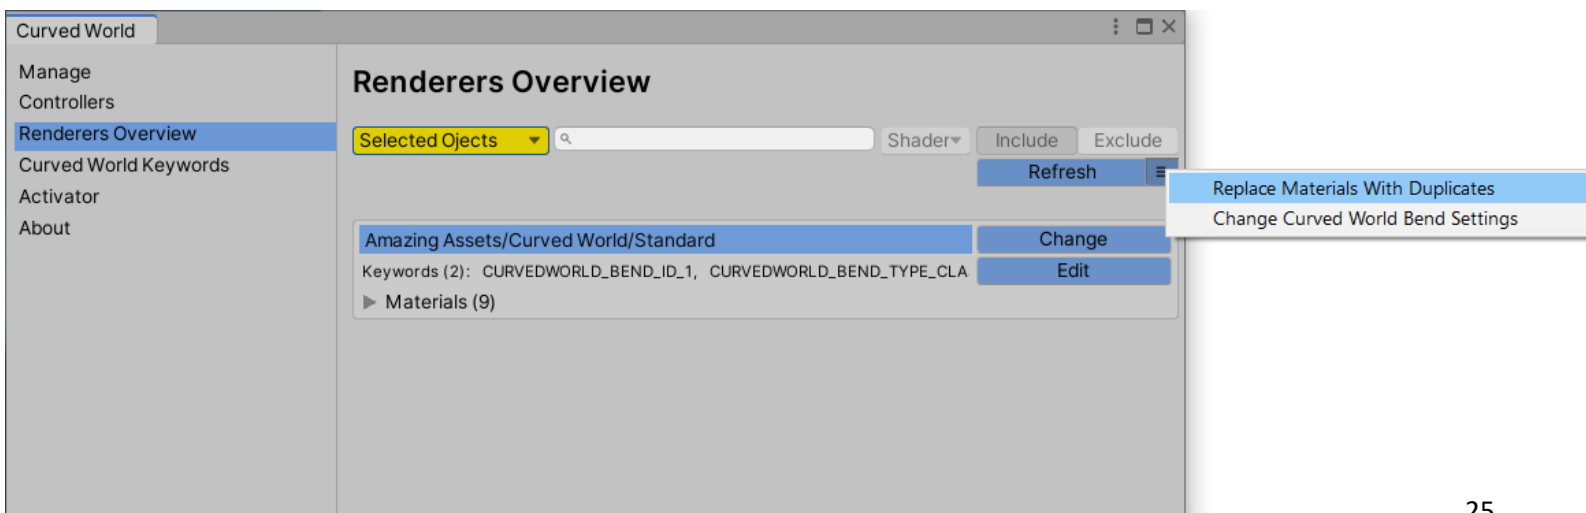 Curved World
Manage
Controllers
Renderers Overview
Curved World Keywords
Activator
About
Renderers Overview
Selected Ojects
Shader
Include
Exclude
Refresh
Replace Materials With Duplicates
Change Curved World Bend Settings
Amazing Assets/Curved World/Standard
Change
Keywords (2): CURVEDWORLD_BEND_ID_1, CURVEDWORLD_BEND_TYPE_CLA
Edit
Materials (9)
25